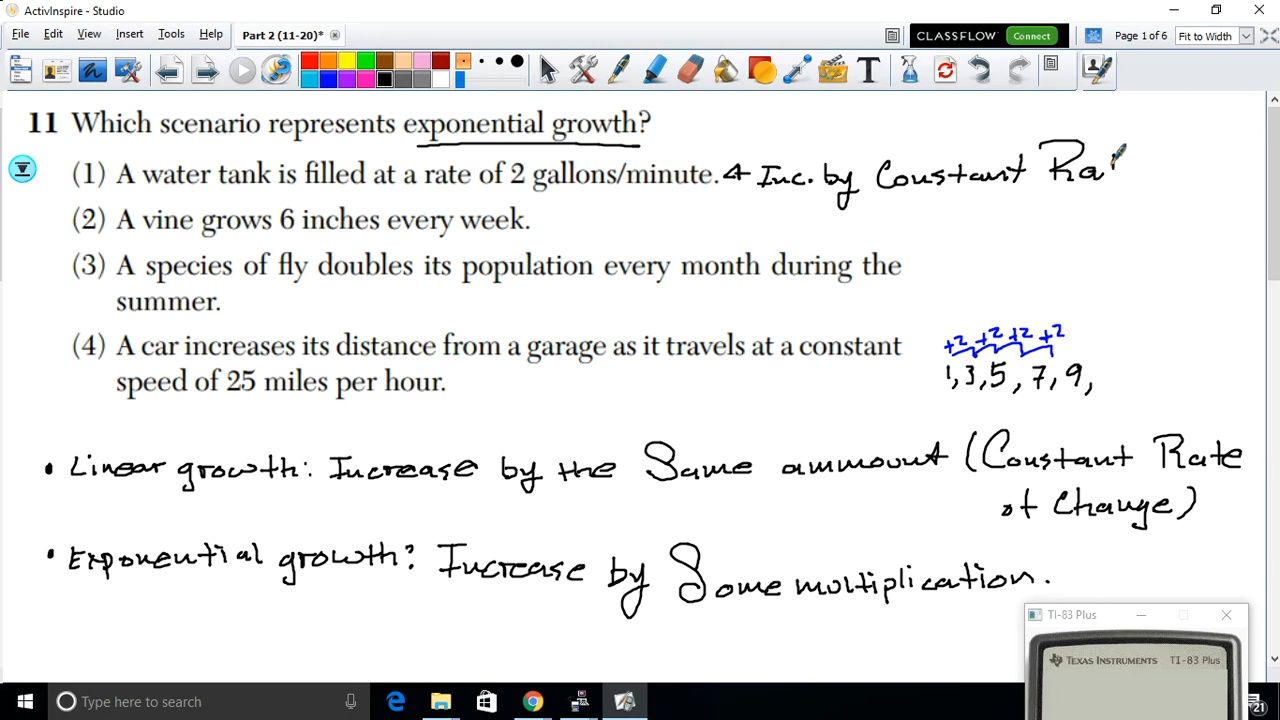 ActivInspire - Studio
File Edit View Insert Tools Help Part 2 (11-20)* CLASSFLOW Connect Page 1 of 6 Fit to Width
11 Which scenario represents exponential growth?
(1) A water tank is filled at a rate of 2 gallons/minute. Inc. by Constant Ra
(2) A vine grows 6 inches every week.
(3) A species of fly doubles its population every month during the
summer.
+2 +2 +2 +2
(4) A car increases its distance from a garage as it travels at a constant
speed of 25 miles per hour. 1, 3, 5, 7, 9,
• Linear growth: Increase by the Same ammount (Constant Rate
of Change)
• Exponential growth: Increase by Some multiplication.
TI-83 Plus
TEXAS INSTRUMENTS TI-83 Plus
Type here to search 21